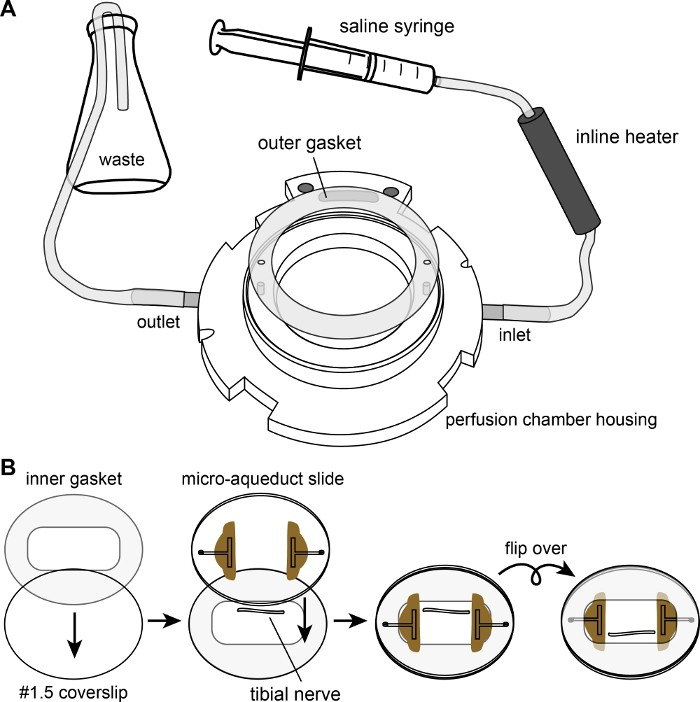 A
saline syringe
waste
outer gasket
inline heater
outlet
inlet
perfusion chamber housing
B
inner gasket
micro-aqueduct slide
flip over
#1.5 coverslip
tibial nerve